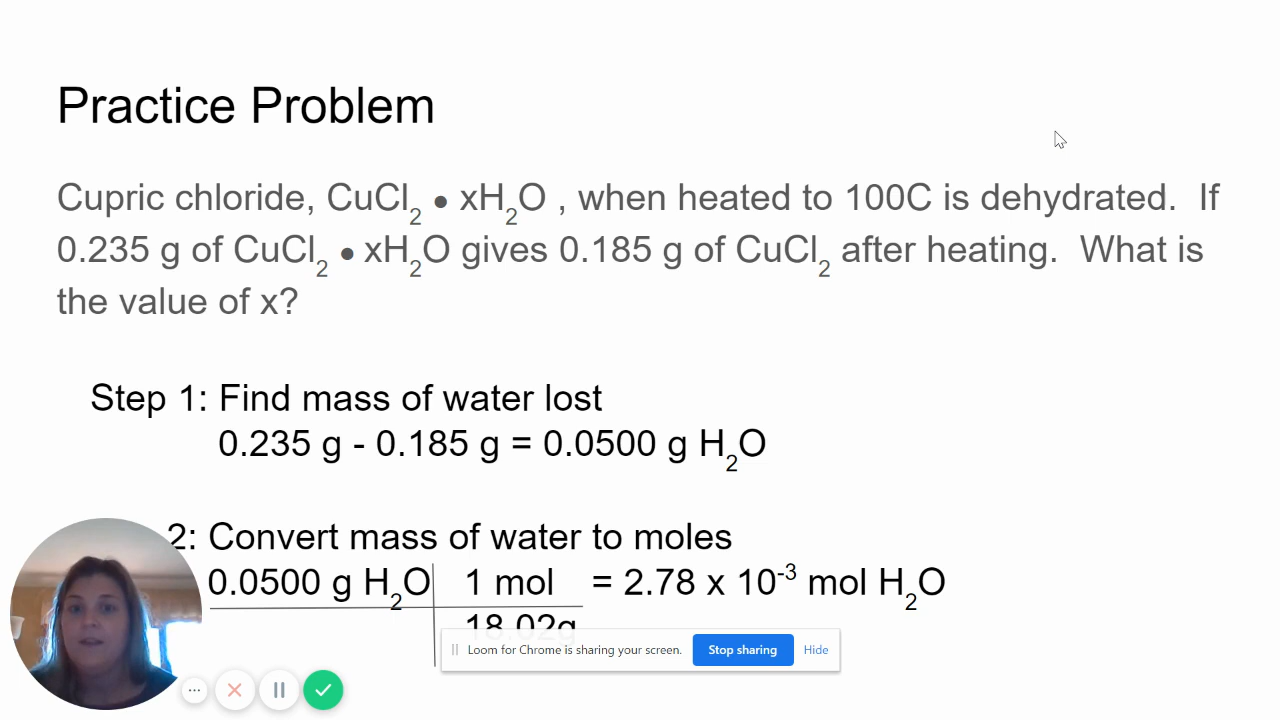 Practice Problem
Cupric chloride, CuCl₂ ● xH₂O , when heated to 100C is dehydrated. If
0.235 g of CuCl₂ ● xH₂O gives 0.185 g of CuCl₂ after heating. What is
the value of x?
Step 1: Find mass of water lost
0.235 g - 0.185 g = 0.0500 g H₂O
2: Convert mass of water to moles
0.0500 g H₂O 1 mol = 2.78 x 10⁻³ mol H₂O
18.02g
Loom for Chrome is sharing your screen. Stop sharing Hide